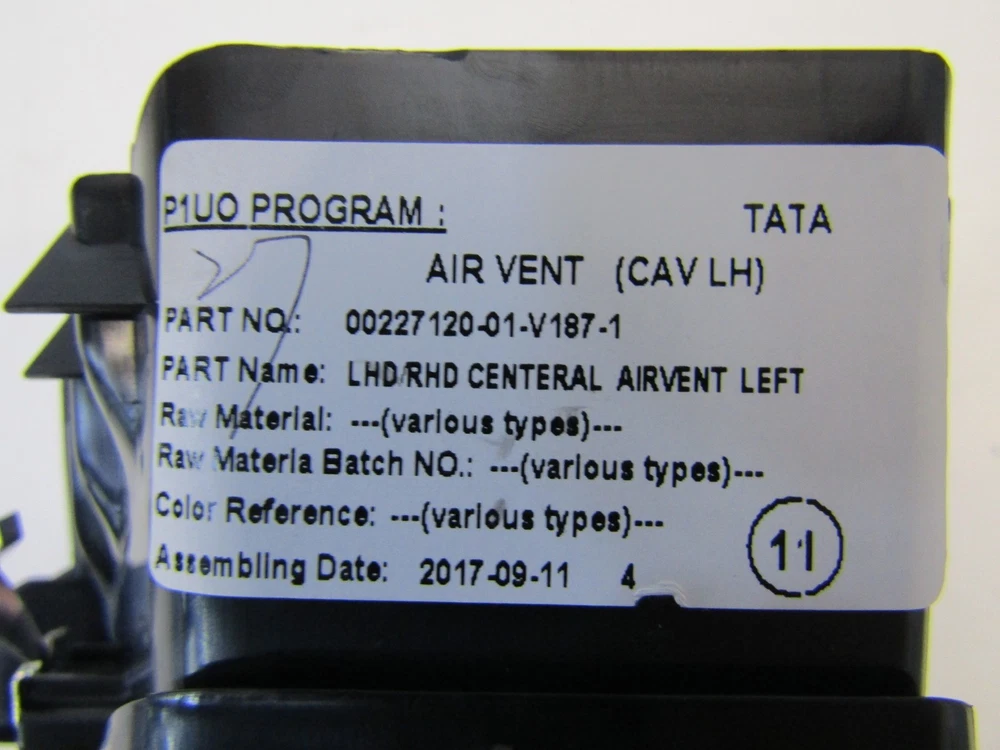 P1UO PROGRAM : TATA
AIR VENT (CAV LH)
PART NO.: 00227120-01-V187-1
PART Name: LHD/RHD CENTERAL AIRVENT LEFT
Raw Material: ---(various types)---
Raw Materia Batch NO.: ---(various types)---
Color Reference: ---(various types)---
Assembling Date: 2017-09-11 4
11